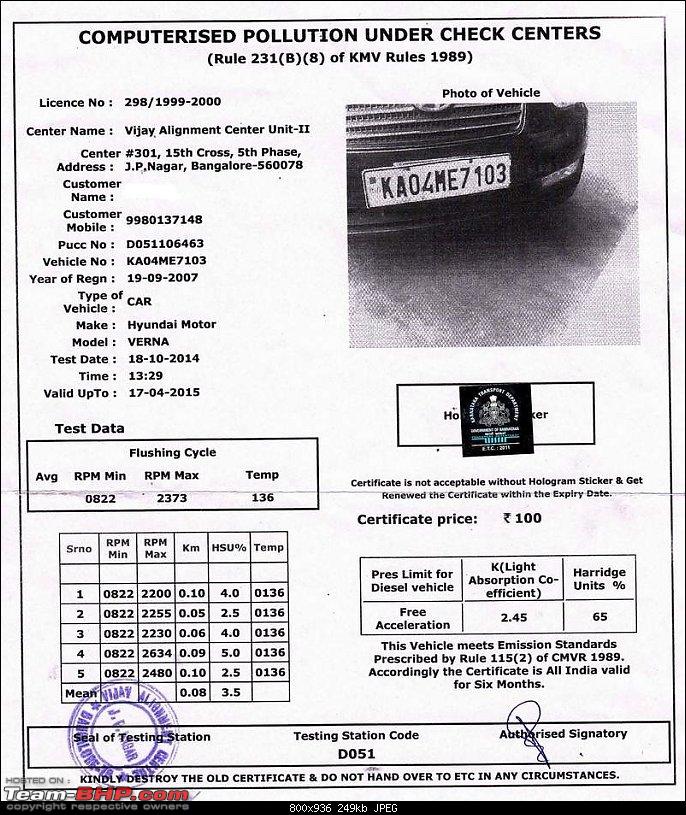 COMPUTERISED POLLUTION UNDER CHECK CENTERS
(Rule 231(B)(8) of KMV Rules 1989)
Licence No : 298/1999-2000
Center Name : Vijay Alignment Center Unit-II
Center Address : #301, 15th Cross, 5th Phase,
J.P.Nagar, Bangalore-560078
Customer Name :
Customer Mobile : 9980137148
Pucc No : D051106463
Vehicle No : KA04ME7103
Year of Regn : 19-09-2007
Type of Vehicle : CAR
Make : Hyundai Motor
Model : VERNA
Test Date : 18-10-2014
Time : 13:29
Valid UpTo : 17-04-2015
Photo of Vehicle
KA04ME7103
Test Data
Flushing Cycle
Avg RPM Min RPM Max Temp
0822 2373 136
Ho ker
KARNATAKA TRANSPORT DEPARTMENT
GOVERNMENT OF KARNATAKA
E.T.C. : 2011
Certificate is not acceptable without Hologram Sticker & Get
Renewed the Certificate within the Expiry Date.
Certificate price: ₹ 100
Srno RPM Min RPM Max Km HSU% Temp
1 0822 2200 0.10 4.0 0136
2 0822 2255 0.05 2.5 0136
3 0822 2230 0.06 4.0 0136
4 0822 2634 0.09 5.0 0136
5 0822 2480 0.10 2.5 0136
Mean 0.08 3.5
Pres Limit for Diesel vehicle K(Light Absorption Co-efficient) Harridge Units %
Free Acceleration 2.45 65
This Vehicle meets Emission Standards
Prescribed by Rule 115(2) of CMVR 1989.
Accordingly the Certificate is All India valid
for Six Months.
Seal of Testing Station
J.P. NAGAR
Testing Station Code
D051
Authorised Signatory
KINDLY DESTROY THE OLD CERTIFICATE & DO NOT HAND OVER TO ETC IN ANY CIRCUMSTANCES.
HOSTED ON :
Team-BHP.com
copyright respective owners
800x936 249kb JPEG